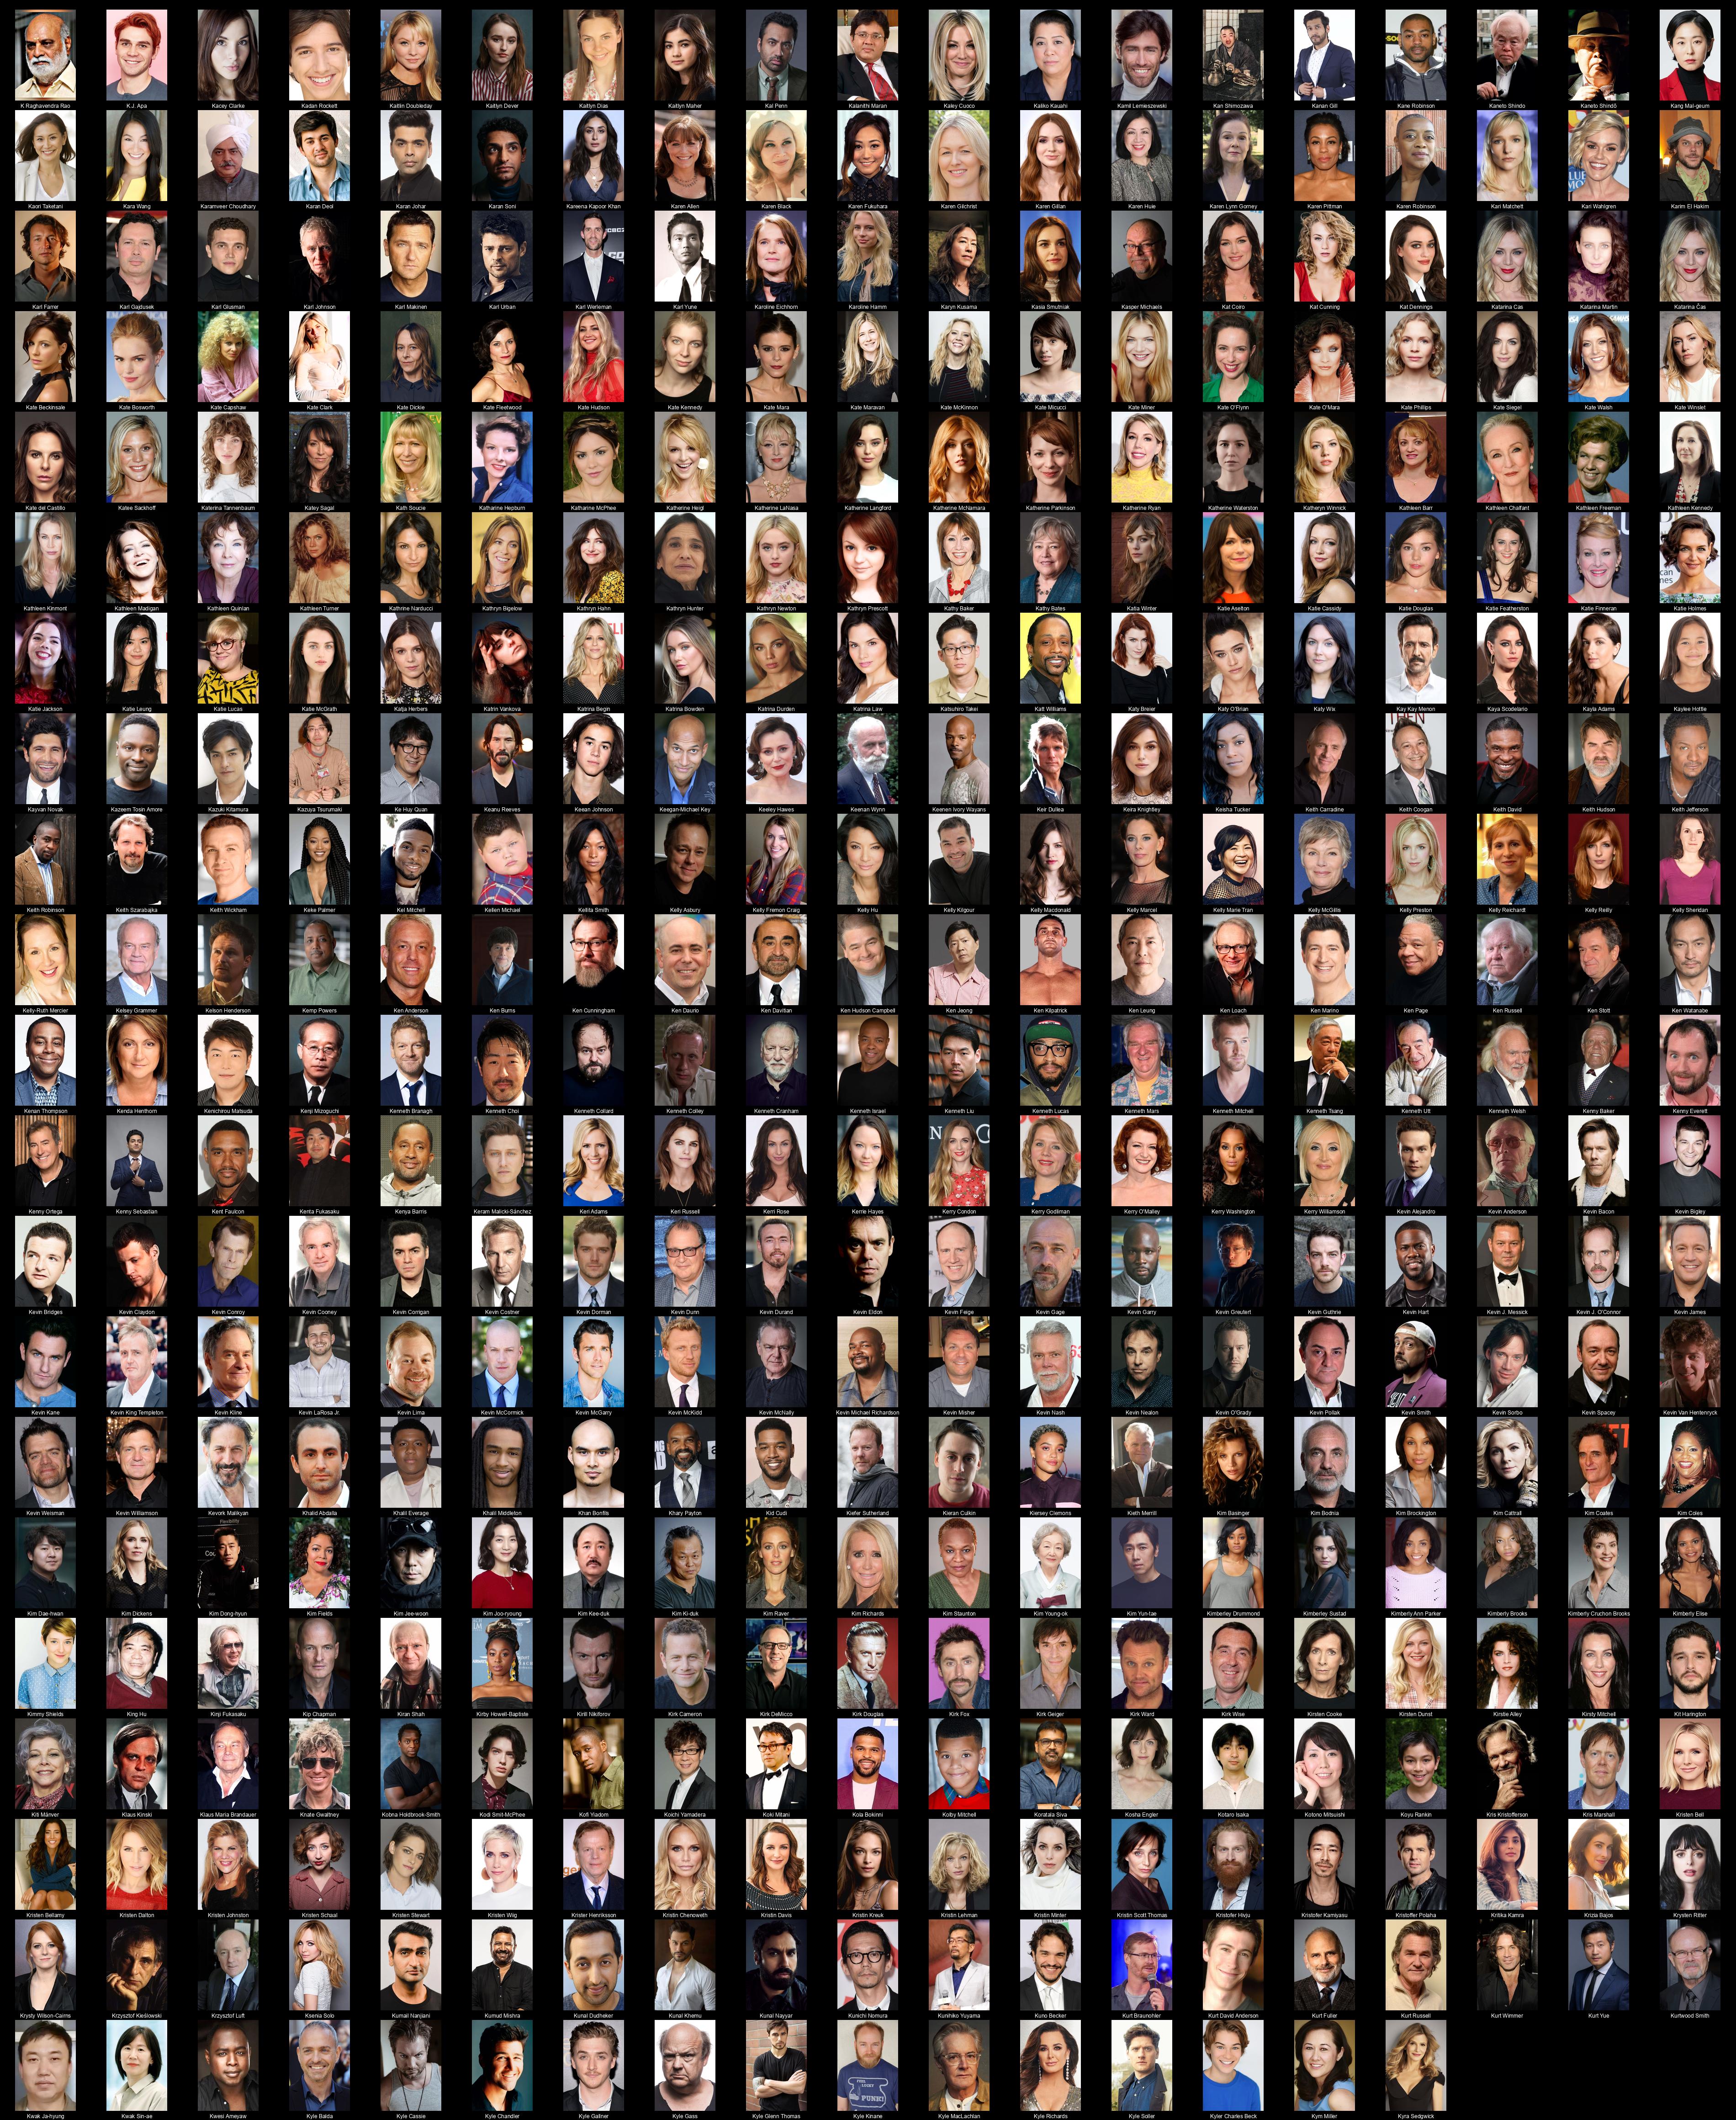 K Raghavendra Rao K.J. Apa Kacey Clarke Kadan Rockett Kaitlin Doubleday Kaitlyn Dever Kaitlyn Dias Kaitlyn Maher Kal Penn Kalanithi Maran Kaley Cuoco Kaliko Kauahi Kamil Lemieszewski Kan Shimozawa Kanan Gill Kane Robinson Kaneto Shindo Kaneto Shindō Kang Mal-geum
Kaori Taketani Kara Wang Karamveer Choudhary Karan Deol Karan Johar Karan Soni Kareena Kapoor Khan Karen Allen Karen Black Karen Fukuhara Karen Gilchrist Karen Gillan Karen Huie Karen Lynn Gorney Karen Pittman Karen Robinson Kari Matchett Kari Wahlgren Karim El Hakim
Karl Farrer Karl Gajdusek Karl Glusman Karl Johnson Karl Makinen Karl Urban Karl Werleman Karl Yune Karoline Eichhorn Karoline Hamm Karyn Kusama Kasia Smutniak Kasper Michaels Kat Coiro Kat Cunning Kat Dennings Katarina Cas Katarina Martin Katarina Čas
Kate Beckinsale Kate Bosworth Kate Capshaw Kate Clark Kate Dickie Kate Fleetwood Kate Hudson Kate Kennedy Kate Mara Kate Maravan Kate McKinnon Kate Micucci Kate Miner Kate O'Flynn Kate O'Mara Kate Phillips Kate Siegel Kate Walsh Kate Winslet
Kate del Castillo Katee Sackhoff Katerina Tannenbaum Katey Sagal Kath Soucie Katharine Hepburn Katharine McPhee Katherine Heigl Katherine LaNasa Katherine Langford Katherine McNamara Katherine Parkinson Katherine Ryan Katherine Waterston Katheryn Winnick Kathleen Barr Kathleen Chalfant Kathleen Freeman Kathleen Kennedy
Kathleen Kinmont Kathleen Madigan Kathleen Quinlan Kathleen Turner Kathrine Narducci Kathryn Bigelow Kathryn Hahn Kathryn Hunter Kathryn Newton Kathryn Prescott Kathy Baker Kathy Bates Katia Winter Katie Aselton Katie Cassidy Katie Douglas Katie Featherston Katie Finneran Katie Holmes
Katie Jackson Katie Leung Katie Lucas Katie McGrath Katja Herbers Katrin Vankova Katrina Begin Katrina Bowden Katrina Durden Katrina Law Katsuhiro Takei Katt Williams Katy Breier Katy O'Brian Katy Wix Kay Kay Menon Kaya Scodelario Kayla Adams Kaylee Hottle
Kayvan Novak Kazeem Tosin Amore Kazuki Kitamura Kazuya Tsurumaki Ke Huy Quan Keanu Reeves Keean Johnson Keegan-Michael Key Keeley Hawes Keenan Wynn Keenen Ivory Wayans Keir Dullea Keira Knightley Keisha Tucker Keith Carradine Keith Coogan Keith David Keith Hudson Keith Jefferson
Keith Robinson Keith Szarabajka Keith Wickham Keke Palmer Kel Mitchell Kellen Michael Kellita Smith Kelly Asbury Kelly Fremon Craig Kelly Hu Kelly Kilgour Kelly Macdonald Kelly Marcel Kelly Marie Tran Kelly McGillis Kelly Preston Kelly Reichardt Kelly Reilly Kelly Sheridan
Kelly-Ruth Mercier Kelsey Grammer Kelson Henderson Kemp Powers Ken Anderson Ken Burns Ken Cunningham Ken Daurio Ken Davitian Ken Hudson Campbell Ken Jeong Ken Kilpatrick Ken Leung Ken Loach Ken Marino Ken Page Ken Russell Ken Stott Ken Watanabe
Kenan Thompson Kenda Henthorn Kenichirou Matsuda Kenji Mizoguchi Kenneth Branagh Kenneth Choi Kenneth Collard Kenneth Colley Kenneth Cranham Kenneth Israel Kenneth Liu Kenneth Lucas Kenneth Mars Kenneth Mitchell Kenneth Tsang Kenneth Utt Kenneth Welsh Kenny Baker Kenny Everett
Kenny Ortega Kenny Sebastian Kent Faulcon Kenta Fukasaku Kenya Barris Keram Malicki-Sánchez Keri Adams Keri Russell Kerri Rose Kerrie Hayes Kerry Condon Kerry Godliman Kerry O'Malley Kerry Washington Kerry Williamson Kevin Alejandro Kevin Anderson Kevin Bacon Kevin Bigley
Kevin Bridges Kevin Claydon Kevin Conroy Kevin Cooney Kevin Corrigan Kevin Costner Kevin Dorman Kevin Dunn Kevin Durand Kevin Eldon Kevin Feige Kevin Gage Kevin Garry Kevin Greutert Kevin Guthrie Kevin Hart Kevin J. Messick Kevin J. O'Connor Kevin James
Kevin Kane Kevin King Templeton Kevin Kline Kevin LaRosa Jr. Kevin Lima Kevin McCormick Kevin McGarry Kevin McKidd Kevin McNally Kevin Michael Richardson Kevin Misher Kevin Nash Kevin Nealon Kevin O'Grady Kevin Pollak Kevin Smith Kevin Sorbo Kevin Spacey Kevin Van Hentenryck
Kevin Weisman Kevin Williamson Kevork Malikyan Khalid Abdalla Khalil Everage Khalil Middleton Khan Bonfils Khary Payton Kid Cudi Kiefer Sutherland Kieran Culkin Kiersey Clemons Kieth Merrill Kim Basinger Kim Bodnia Kim Brockington Kim Cattrall Kim Coates Kim Coles
Kim Dae-hwan Kim Dickens Kim Dong-hyun Kim Fields Kim Jee-woon Kim Joo-ryoung Kim Kee-duk Kim Ki-duk Kim Raver Kim Richards Kim Staunton Kim Young-ok Kim Yun-tae Kimberley Drummond Kimberley Sustad Kimberly Ann Parker Kimberly Brooks Kimberly Cruchon Brooks Kimberly Elise
Kimmy Shields King Hu Kinji Fukasaku Kip Chapman Kiran Shah Kirby Howell-Baptiste Kirill Nikiforov Kirk Cameron Kirk DeMicco Kirk Douglas Kirk Fox Kirk Geiger Kirk Ward Kirk Wise Kirsten Cooke Kirsten Dunst Kirstie Alley Kirsty Mitchell Kit Harington
Kiti Mánver Klaus Kinski Klaus Maria Brandauer Knate Gwaltney Kobna Holdbrook-Smith Kodi Smit-McPhee Kofi Yiadom Koichi Yamadera Koki Mitani Kola Bokinni Kolby Mitchell Koratala Siva Kosha Engler Kotaro Isaka Kotono Mitsuishi Koyu Rankin Kris Kristofferson Kris Marshall Kristen Bell
Kristen Bellamy Kristen Dalton Kristen Johnston Kristen Schaal Kristen Stewart Kristen Wiig Krister Henriksson Kristin Chenoweth Kristin Davis Kristin Kreuk Kristin Lehman Kristin Minter Kristin Scott Thomas Kristofer Hivju Kristofer Kamiyasu Kristoffer Polaha Kritika Kamra Krizia Bajos Krysten Ritter
Krysty Wilson-Cairns Krzysztof Kieślowski Krzysztof Luft Ksenia Solo Kumail Nanjiani Kumud Mishra Kunal Dudheker Kunal Khemu Kunal Nayyar Kunichi Nomura Kunihiko Yuyama Kuno Becker Kurt Braunohler Kurt David Anderson Kurt Fuller Kurt Russell Kurt Wimmer Kurt Yue Kurtwood Smith
Kwak Ja-hyung Kwak Sin-ae Kwesi Ameyaw Kyle Balda Kyle Cassie Kyle Chandler Kyle Gallner Kyle Gass Kyle Glenn Thomas Kyle Kinane Kyle MacLachlan Kyle Richards Kyle Soller Kyler Charles Beck Kym Miller Kyra Sedgwick